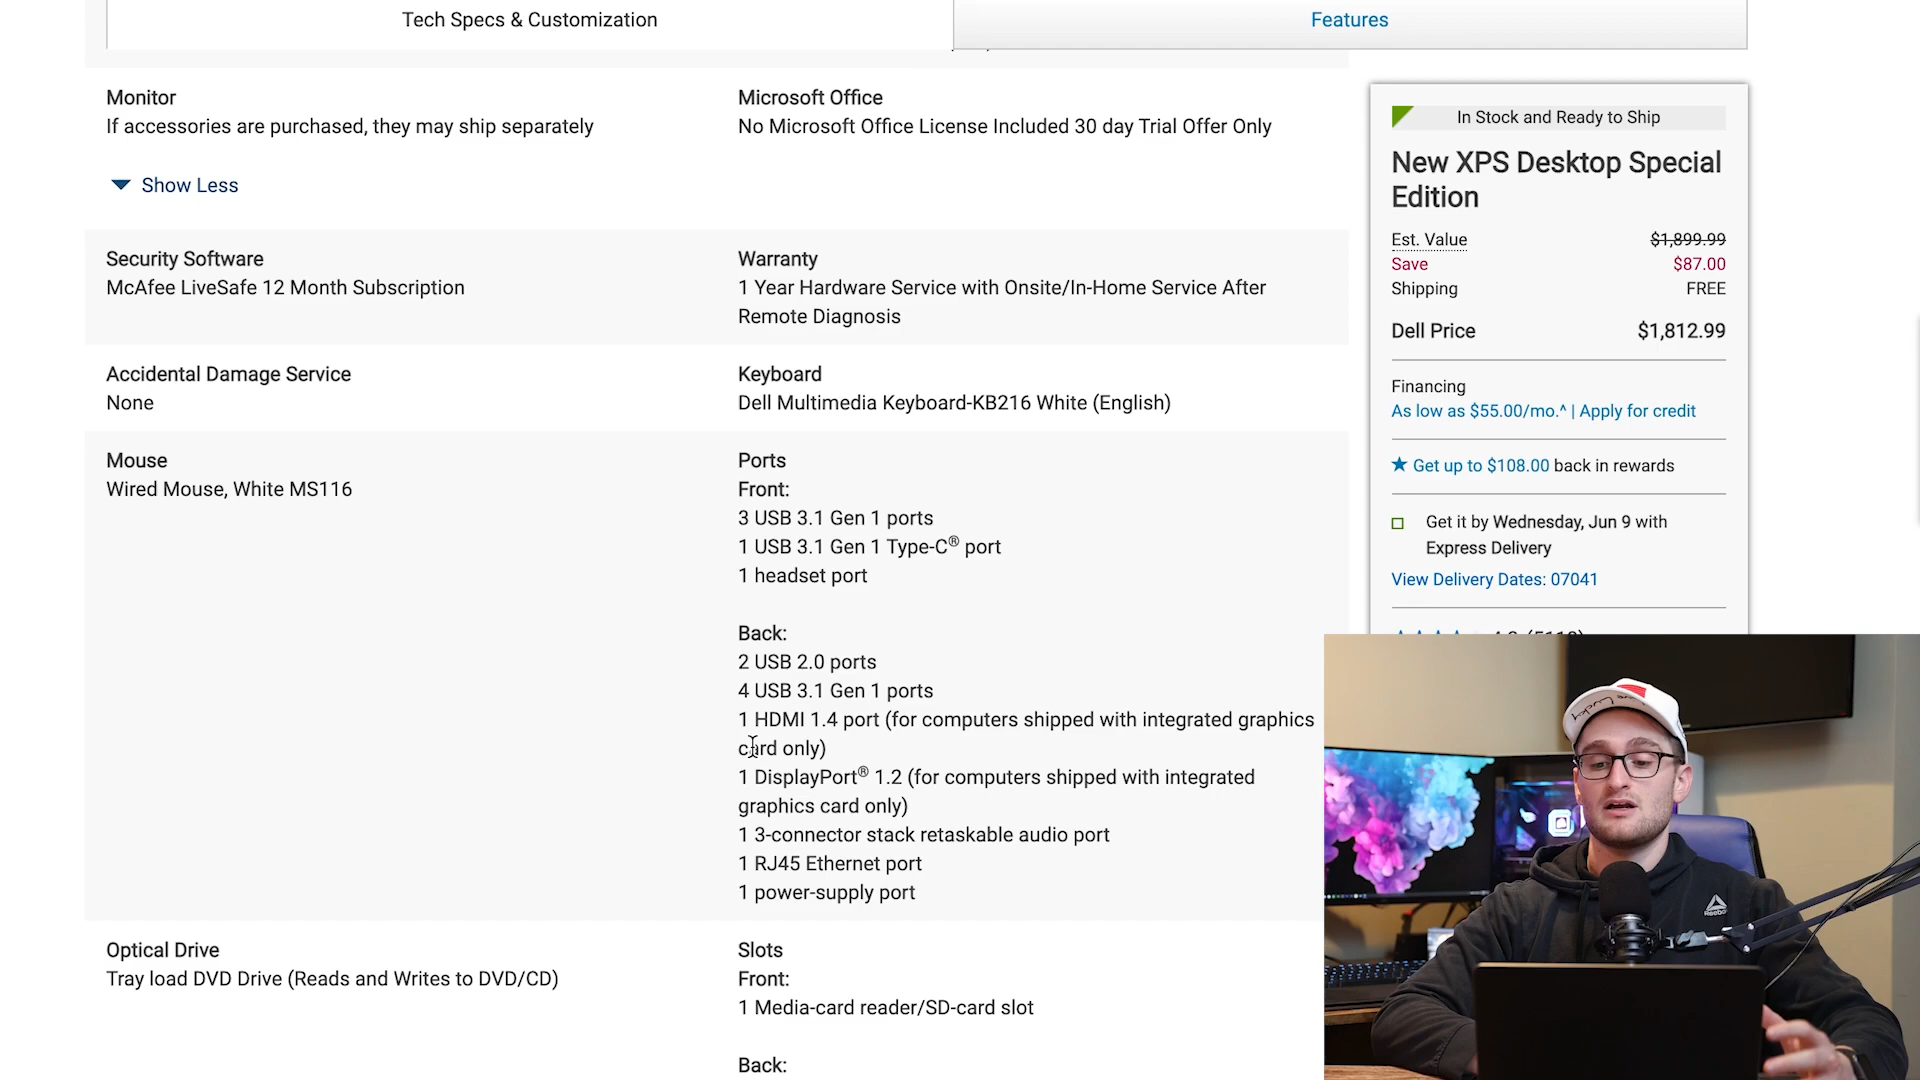 Tech Specs & Customization
Features
Monitor
If accessories are purchased, they may ship separately
Microsoft Office
No Microsoft Office License Included 30 day Trial Offer Only
Show Less
Security Software
McAfee LiveSafe 12 Month Subscription
Warranty
1 Year Hardware Service with Onsite/In-Home Service After
Remote Diagnosis
Accidental Damage Service
None
Keyboard
Dell Multimedia Keyboard-KB216 White (English)
Mouse
Wired Mouse, White MS116
Ports
Front:
3 USB 3.1 Gen 1 ports
1 USB 3.1 Gen 1 Type-C® port
1 headset port
Back:
2 USB 2.0 ports
4 USB 3.1 Gen 1 ports
1 HDMI 1.4 port (for computers shipped with integrated graphics
card only)
1 DisplayPort® 1.2 (for computers shipped with integrated
graphics card only)
1 3-connector stack retaskable audio port
1 RJ45 Ethernet port
1 power-supply port
Optical Drive
Tray load DVD Drive (Reads and Writes to DVD/CD)
Slots
Front:
1 Media-card reader/SD-card slot
Back:
In Stock and Ready to Ship
New XPS Desktop Special
Edition
Est. Value $1,899.99
Save $87.00
Shipping FREE
Dell Price $1,812.99
Financing
As low as $55.00/mo.^ | Apply for credit
Get up to $108.00 back in rewards
Get it by Wednesday, Jun 9 with
Express Delivery
View Delivery Dates: 07041
Reebok